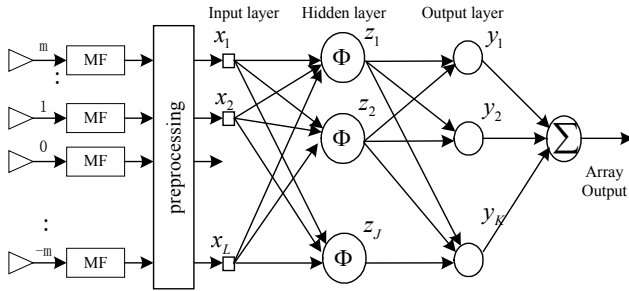 Input layer Hidden layer Output layer
m MF x1 Φ z1 y1
⋮
1 MF x2 Φ z2 y2 Σ
0 MF
preprocessing
Array
Output
⋮
-m MF xL Φ zJ yK